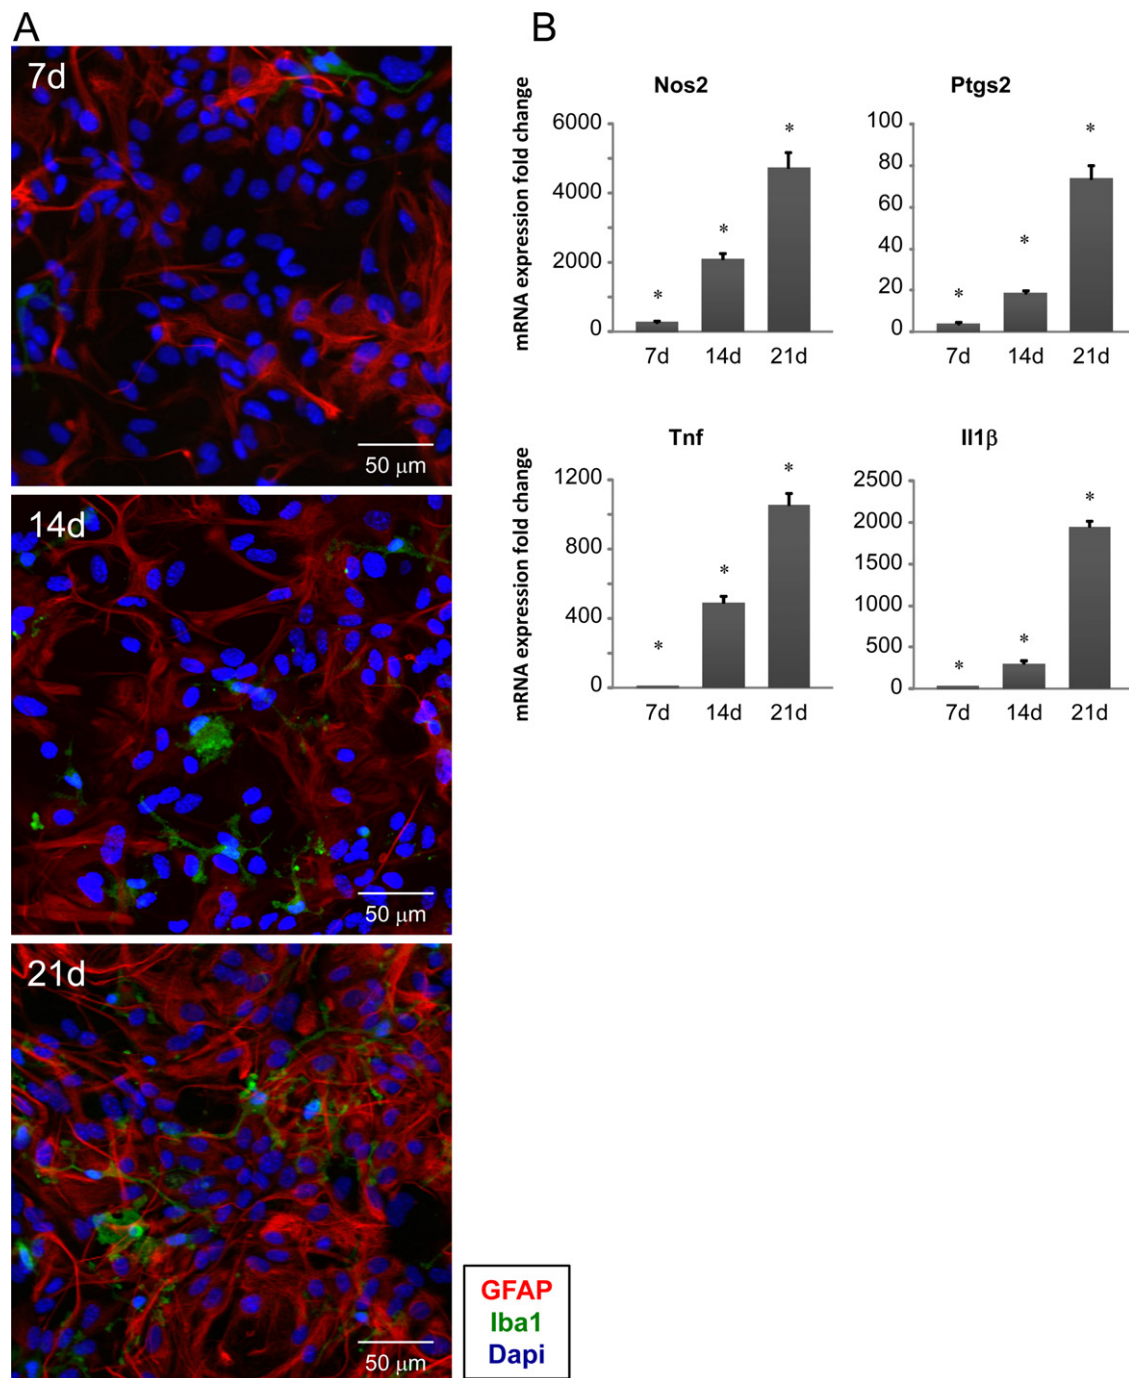 A
7d
50 μm
14d
50 μm
21d
50 μm
GFAP
Iba1
Dapi
B
Nos2
mRNA expression fold change
6000
4000
2000
0
*
*
*
7d 14d 21d
Ptgs2
100
80
60
40
20
0
*
*
*
7d 14d 21d
Tnf
mRNA expression fold change
1200
800
400
0
*
*
*
7d 14d 21d
Il1β
2500
2000
1500
1000
500
0
*
*
*
7d 14d 21d